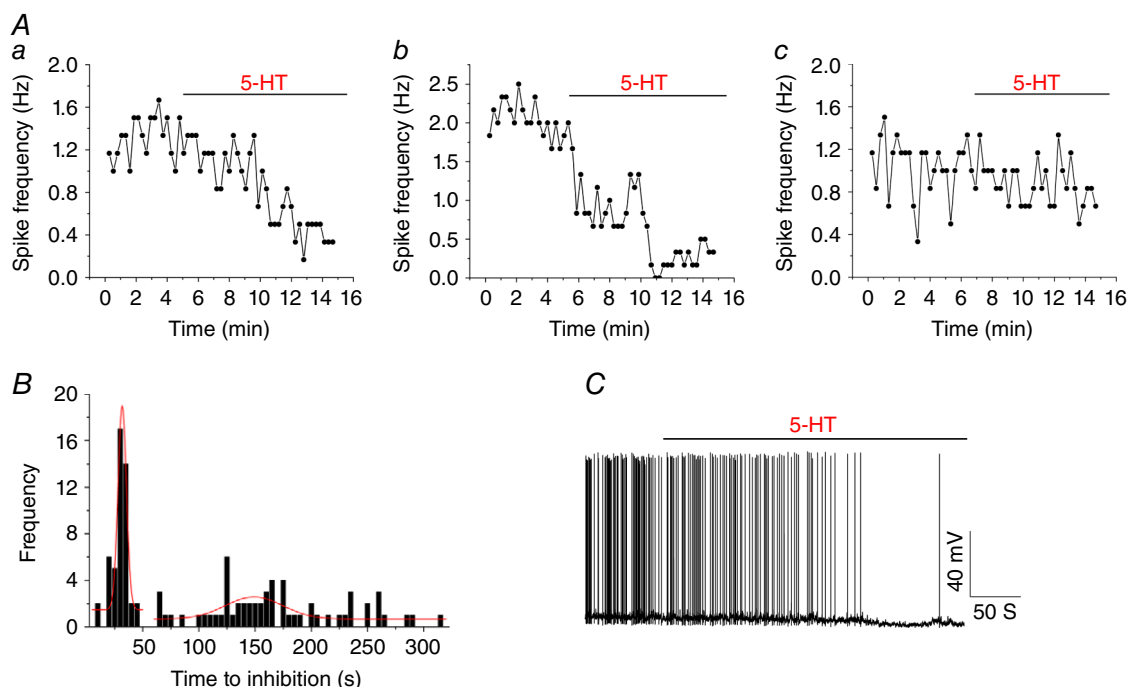 A
a
5-HT
Spike frequency (Hz)
2.0
1.6
1.2
0.8
0.4
0.0
0 2 4 6 8 10 12 14 16
Time (min)
b
5-HT
Spike frequency (Hz)
2.5
2.0
1.5
1.0
0.5
0.0
0 2 4 6 8 10 12 14 16
Time (min)
c
5-HT
Spike frequency (Hz)
2.0
1.6
1.2
0.8
0.4
0.0
0 2 4 6 8 10 12 14 16
Time (min)
B
Frequency
20
16
12
8
4
0
50 100 150 200 250 300
Time to inhibition (s)
C
5-HT
40 mV
50 S